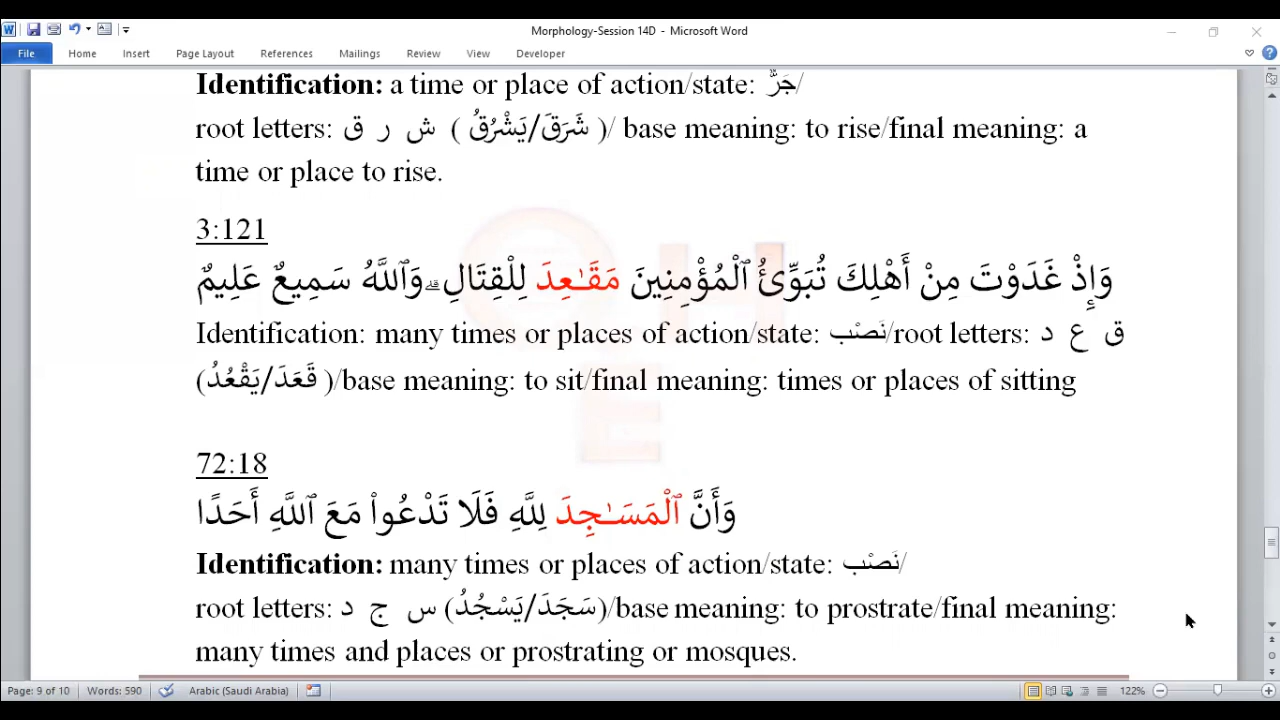 Morphology-Session 14D - Microsoft Word
File Home Insert Page Layout References Mailings Review View Developer
Identification: a time or place of action/state: جَرّ/
root letters: ش ر ق ( شَرَقَ/يَشْرُقُ )/ base meaning: to rise/final meaning: a
time or place to rise.
3:121
وَإِذْ غَدَوْتَ مِنْ أَهْلِكَ تُبَوِّئُ ٱلْمُؤْمِنِينَ مَقَـٰعِدَ لِلْقِتَالِ ۗ وَٱللَّهُ سَمِيعٌ عَلِيمٌ
Identification: many times or places of action/state: نَصْب/root letters: ق ع د
(قَعَدَ/يَقْعُدُ )/base meaning: to sit/final meaning: times or places of sitting
72:18
وَأَنَّ ٱلْمَسَـٰجِدَ لِلَّهِ فَلَا تَدْعُوا۟ مَعَ ٱللَّهِ أَحَدًا
Identification: many times or places of action/state: نَصْب/
root letters: س ج د (سَجَدَ/يَسْجُدُ)/base meaning: to prostrate/final meaning:
many times and places or prostrating or mosques.
Page: 9 of 10 Words: 590 Arabic (Saudi Arabia) 122%